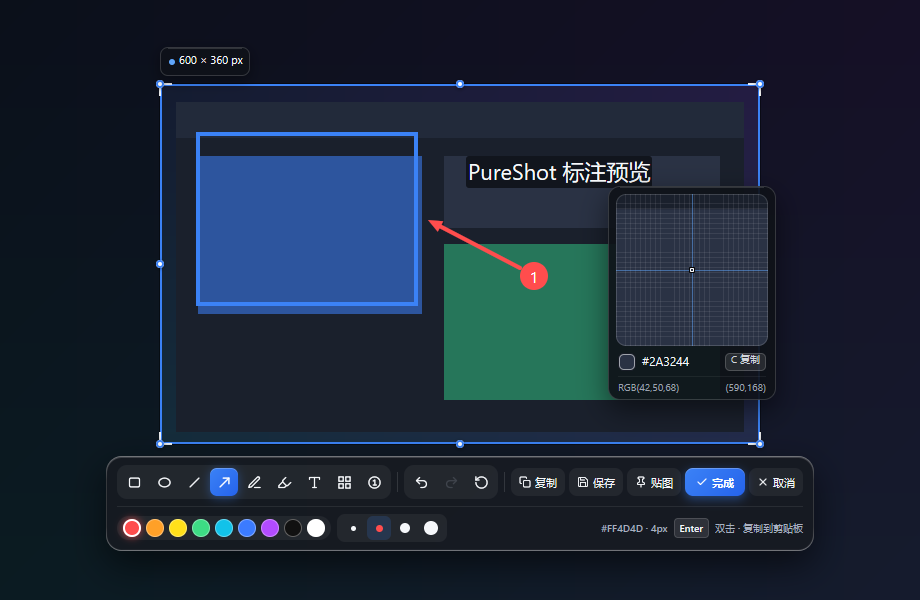 600 × 360 px
PureShot 标注预览
1
#2A3244
C 复制
RGB(42,50,68)
(590,168)
T
1
复制
保存
贴图
完成
取消
#FF4D4D · 4px
Enter
双击 · 复制到剪贴板